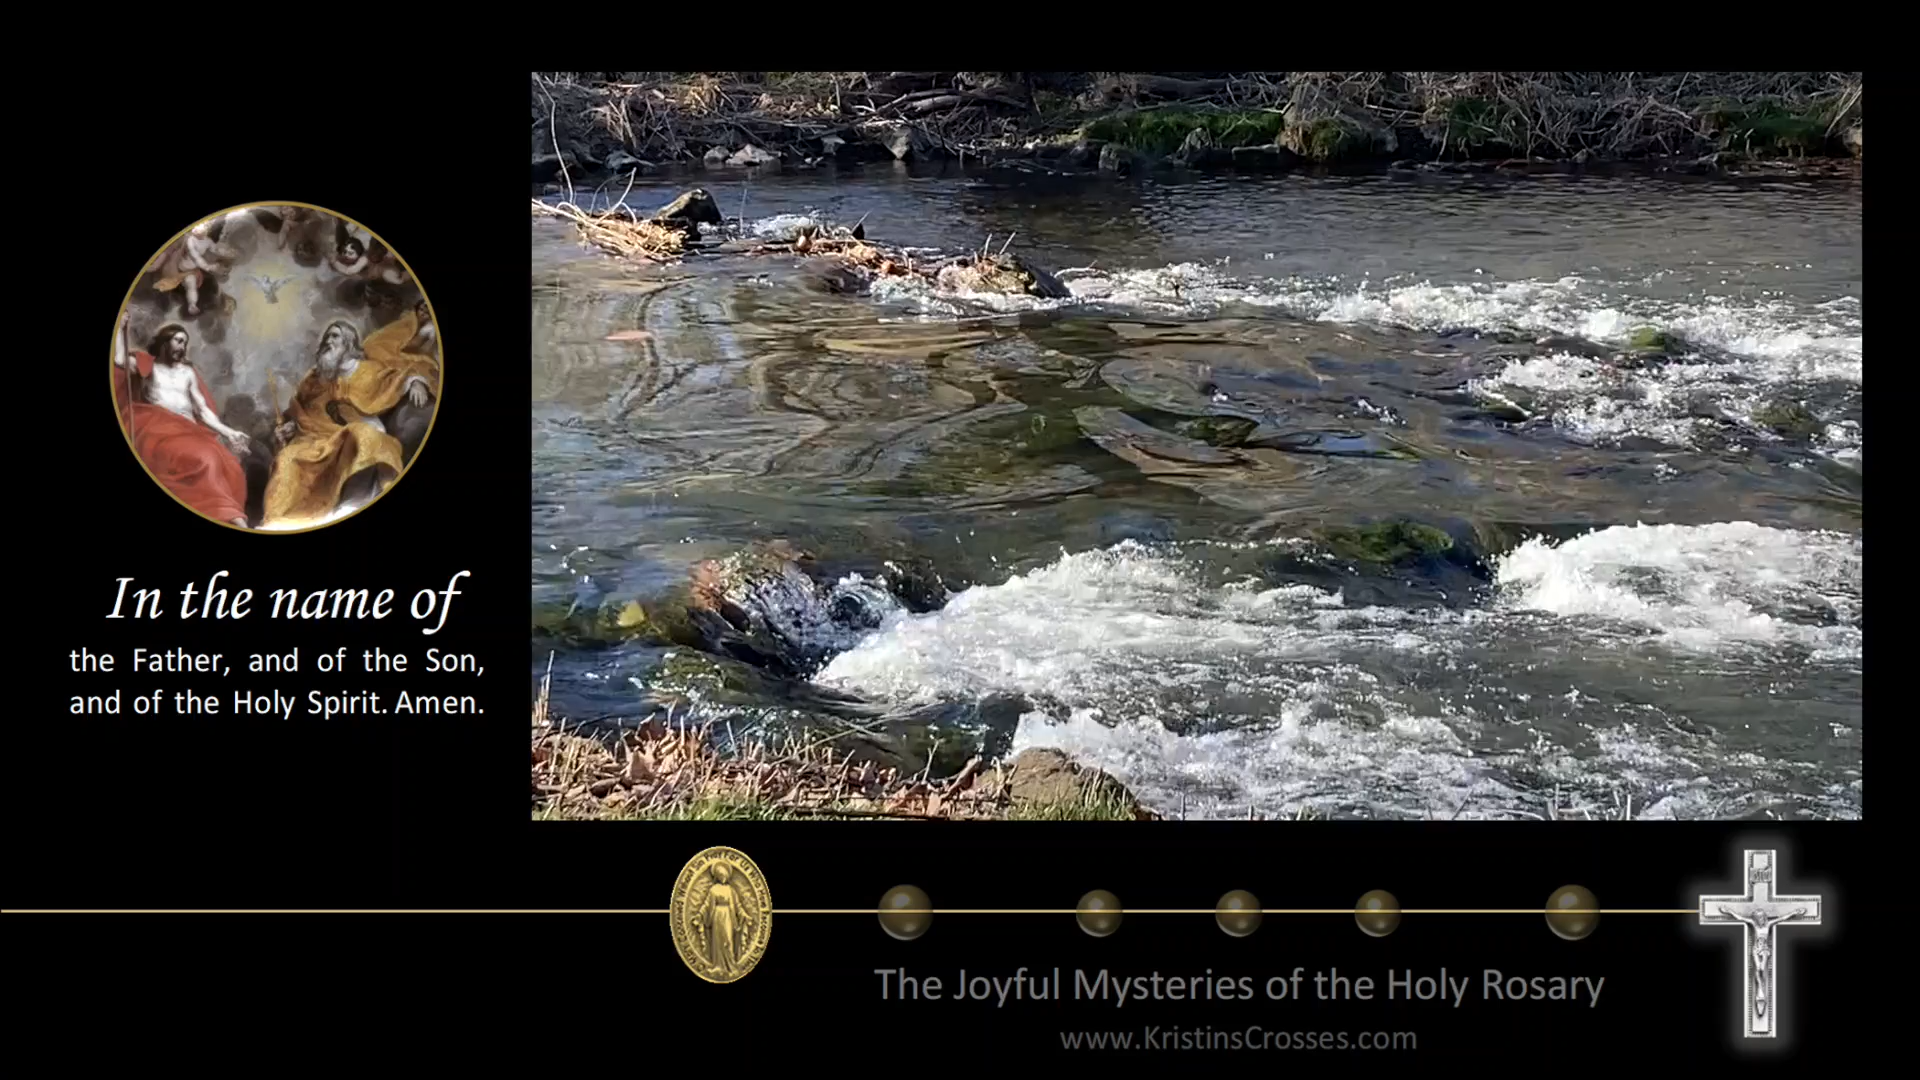 In the name of
the Father, and of the Son,
and of the Holy Spirit. Amen.
The Joyful Mysteries of the Holy Rosary
www.KristinsCrosses.com